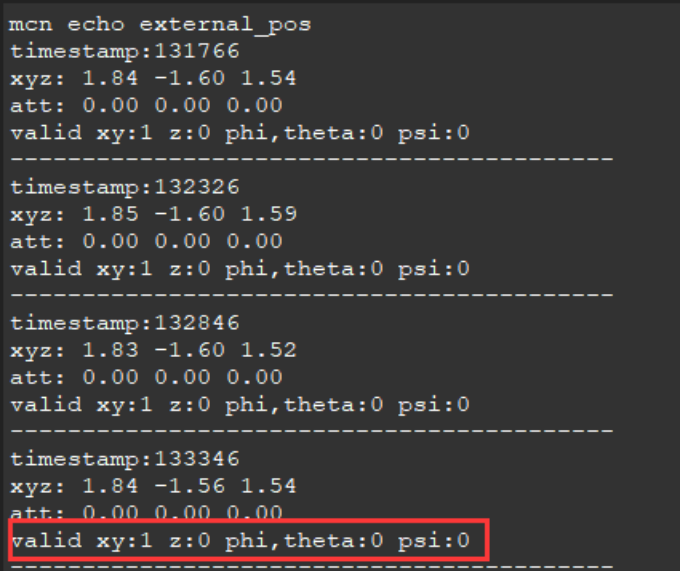 mcn echo external_pos
timestamp:131766
xyz: 1.84 -1.60 1.54
att: 0.00 0.00 0.00
valid xy:1 z:0 phi,theta:0 psi:0
------------------------------------------
timestamp:132326
xyz: 1.85 -1.60 1.59
att: 0.00 0.00 0.00
valid xy:1 z:0 phi,theta:0 psi:0
------------------------------------------
timestamp:132846
xyz: 1.83 -1.60 1.52
att: 0.00 0.00 0.00
valid xy:1 z:0 phi,theta:0 psi:0
------------------------------------------
timestamp:133346
xyz: 1.84 -1.56 1.54
att: 0.00 0.00 0.00
valid xy:1 z:0 phi,theta:0 psi:0
------------------------------------------